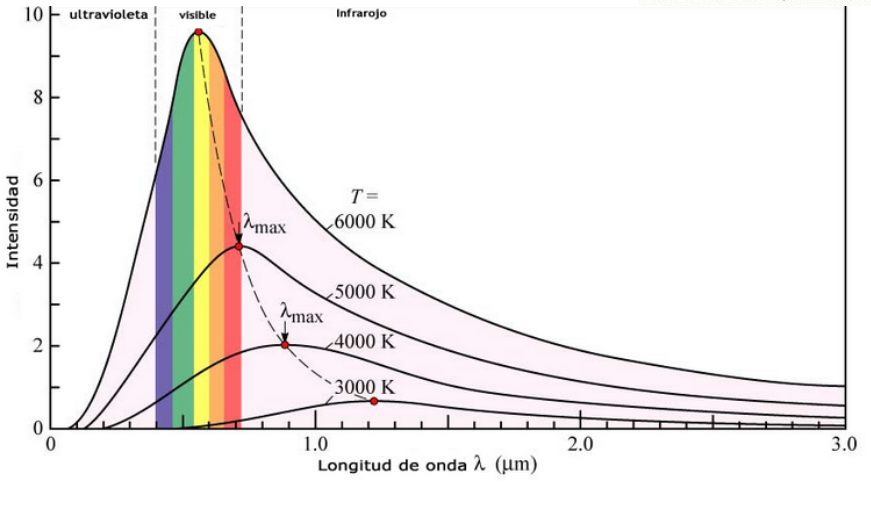 ultravioleta visible Infrarojo
10
8
6
4
2
0
Intensidad
T =
6000 K
λmax
5000 K
λmax
4000 K
3000 K
0 1.0 2.0 3.0
Longitud de onda λ (μm)